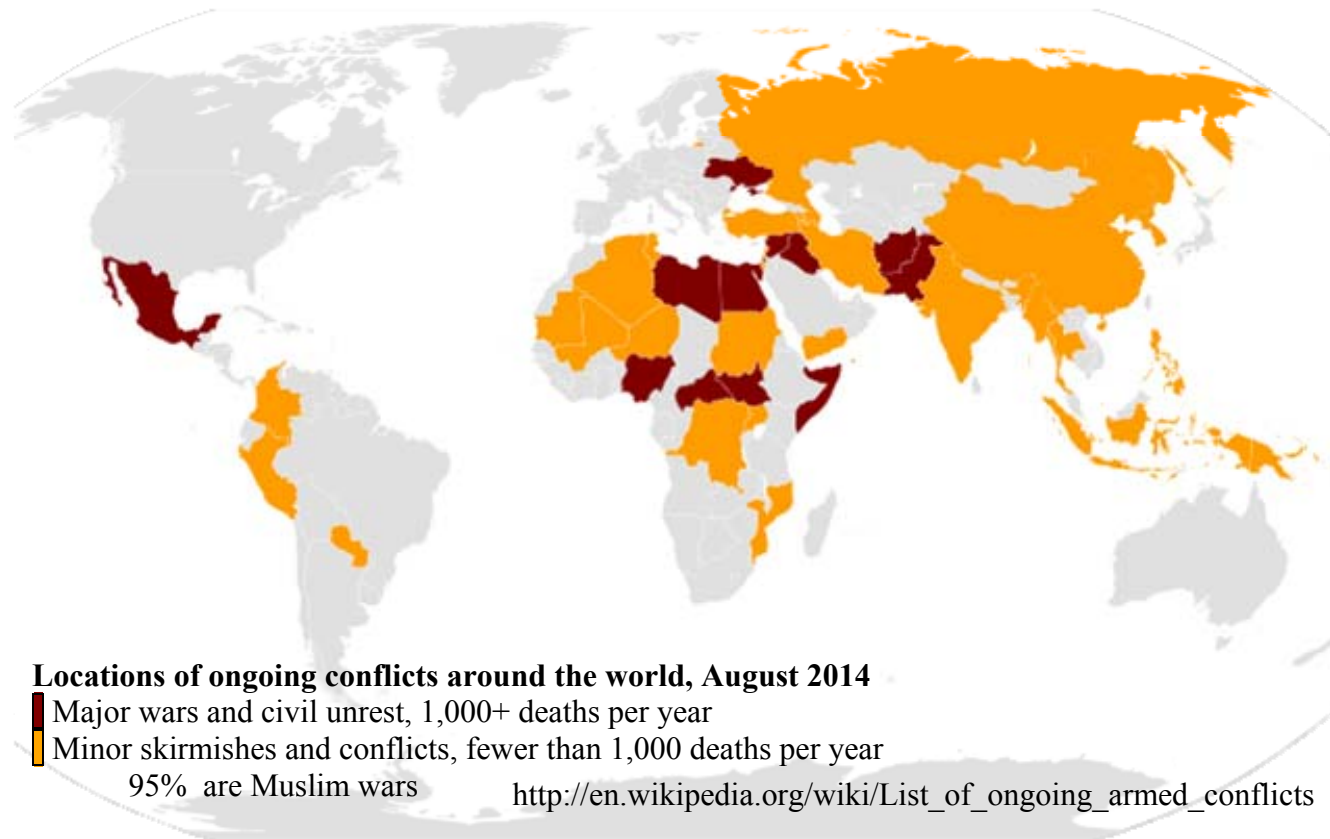 Locations of ongoing conflicts around the world, August 2014
Major wars and civil unrest, 1,000+ deaths per year
Minor skirmishes and conflicts, fewer than 1,000 deaths per year
95% are Muslim wars
http://en.wikipedia.org/wiki/List_of_ongoing_armed_conflicts